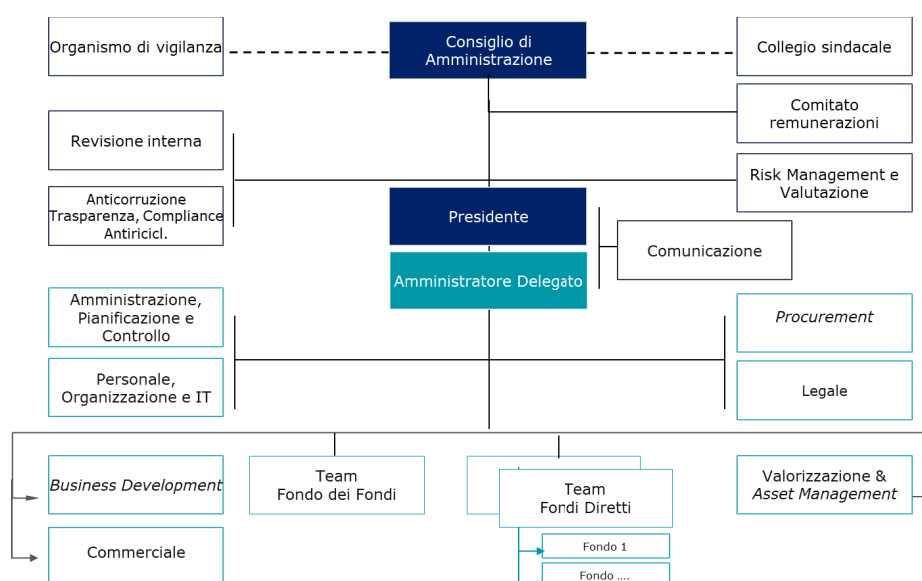 Organismo di vigilanza
Consiglio di
Amministrazione
Collegio sindacale
Comitato
remunerazioni
Revisione interna
Risk Management e
Valutazione
Anticorruzione
Trasparenza, Compliance
Antiricicl.
Presidente
Comunicazione
Amministratore Delegato
Amministrazione,
Pianificazione e
Controllo
Procurement
Personale,
Organizzazione e IT
Legale
Business Development
Team
Fondo dei Fondi
Team
Fondi Diretti
Valorizzazione &
Asset Management
Commerciale
Fondo 1
Fondo ....